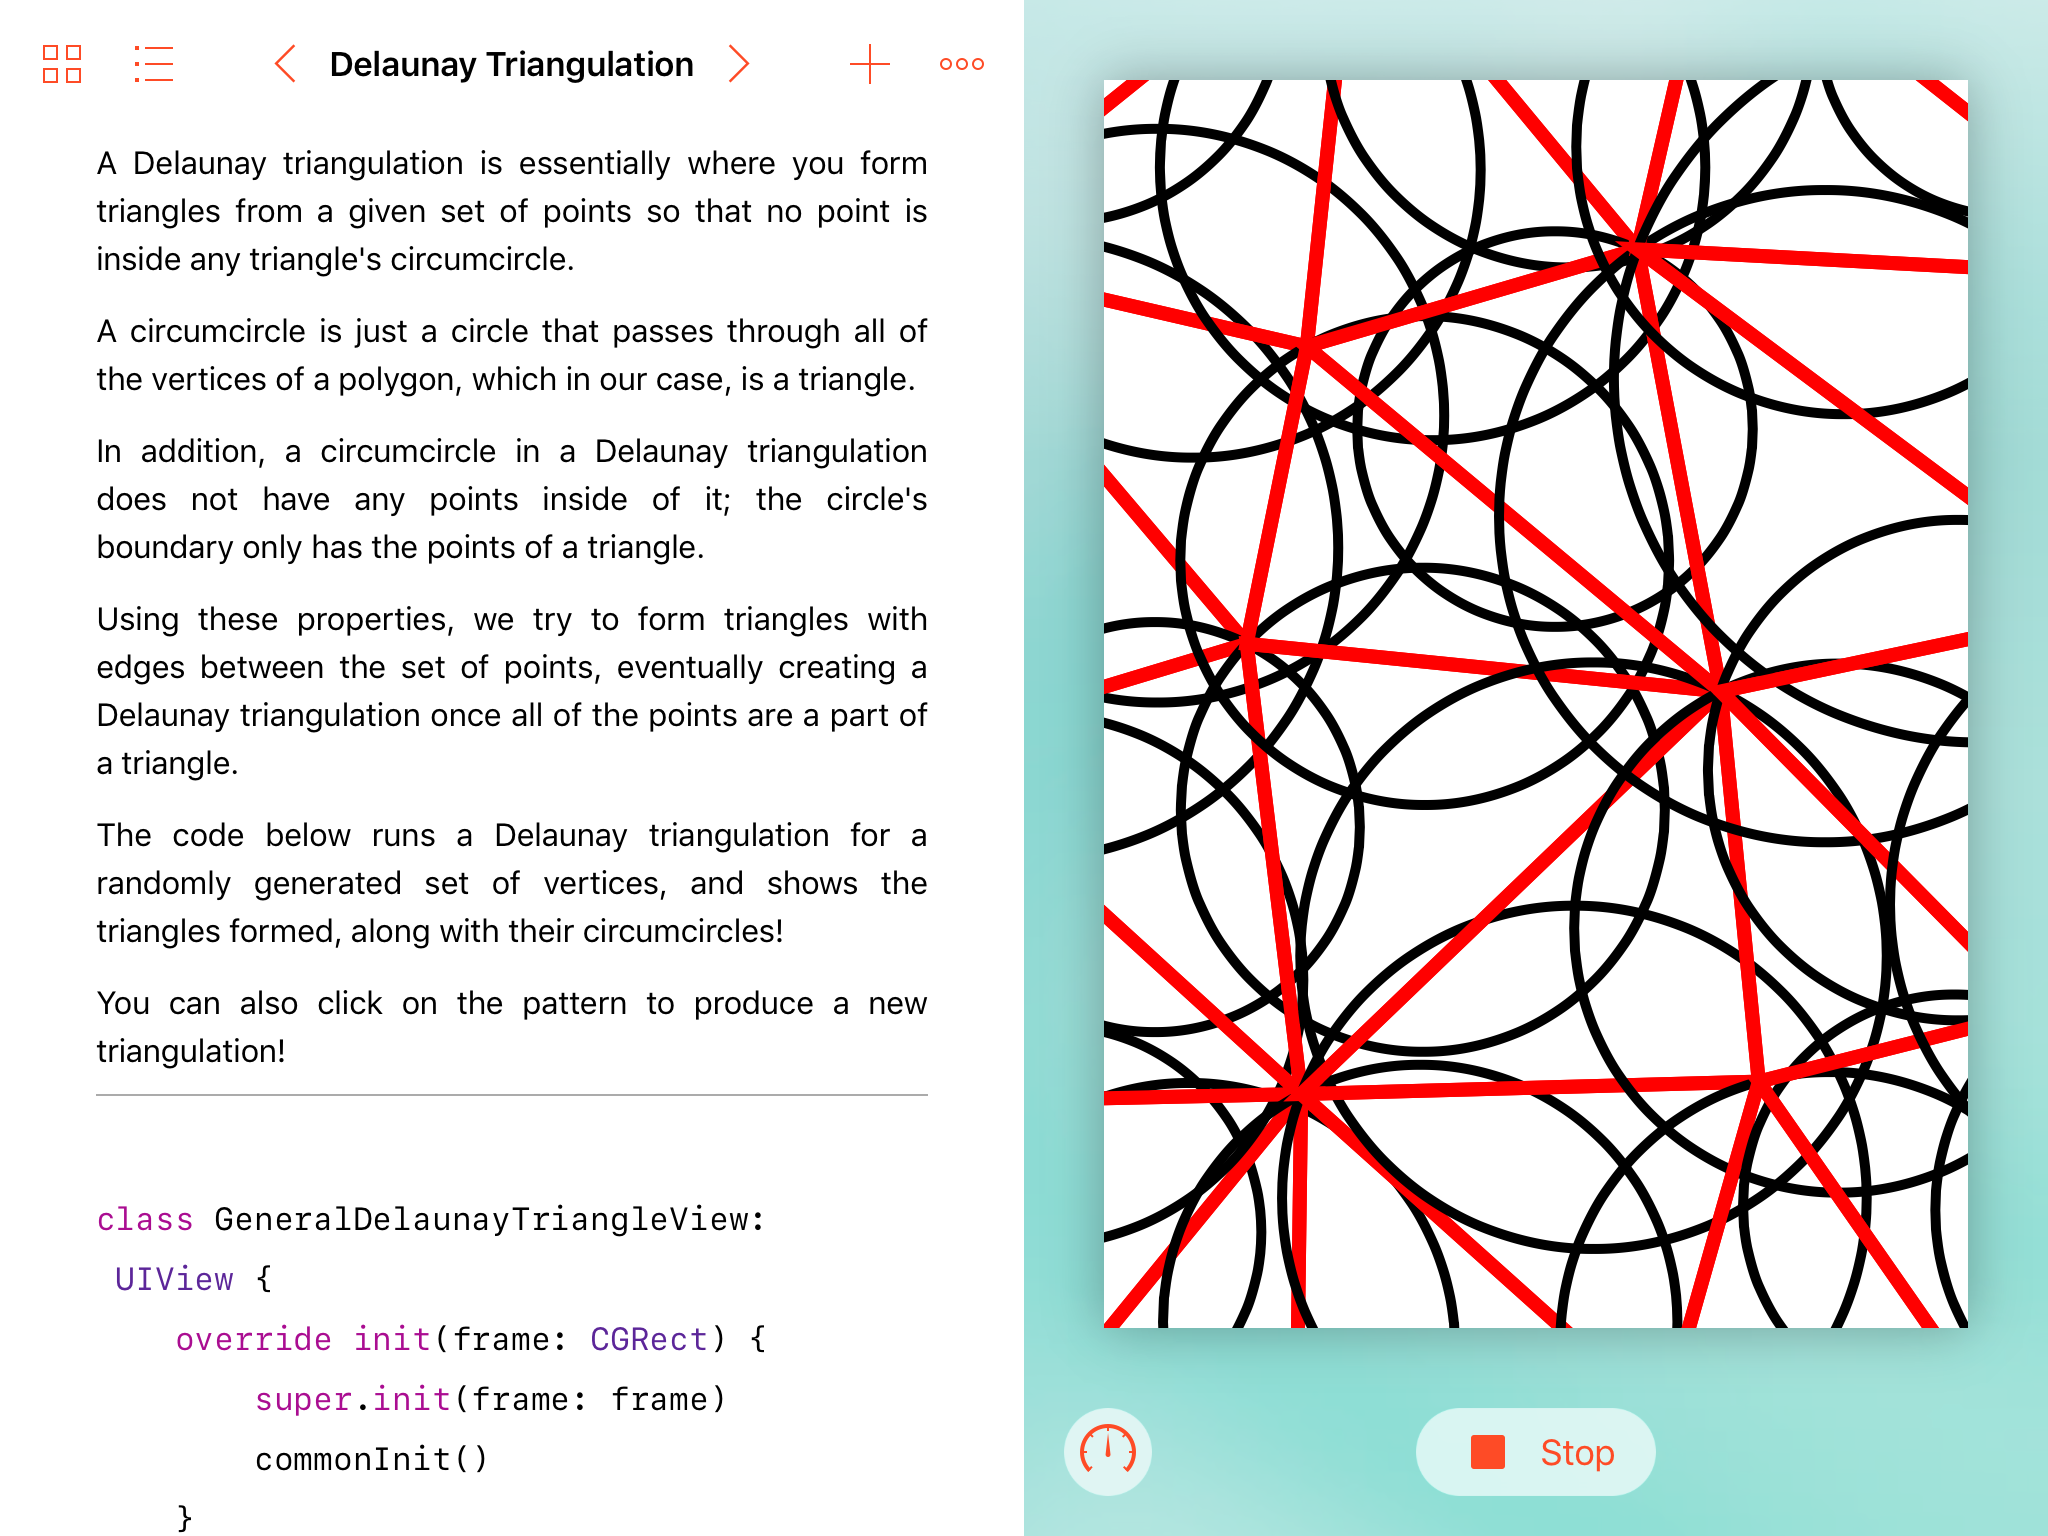 Delaunay Triangulation
A Delaunay triangulation is essentially where you form
triangles from a given set of points so that no point is
inside any triangle's circumcircle.
A circumcircle is just a circle that passes through all of
the vertices of a polygon, which in our case, is a triangle.
In addition, a circumcircle in a Delaunay triangulation
does not have any points inside of it; the circle's
boundary only has the points of a triangle.
Using these properties, we try to form triangles with
edges between the set of points, eventually creating a
Delaunay triangulation once all of the points are a part of
a triangle.
The code below runs a Delaunay triangulation for a
randomly generated set of vertices, and shows the
triangles formed, along with their circumcircles!
You can also click on the pattern to produce a new
triangulation!
class GeneralDelaunayTriangleView:
UIView {
override init(frame: CGRect) {
super.init(frame: frame)
commonInit()
}
Stop